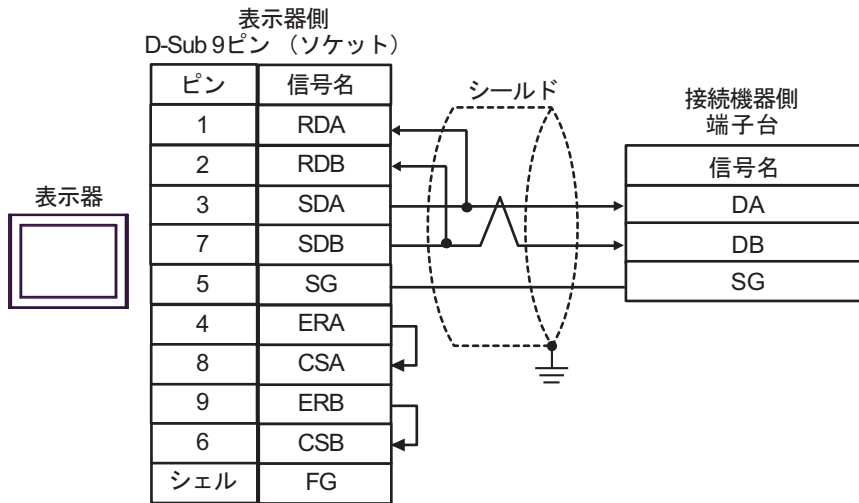 表示器側
D-Sub 9ピン （ソケット）
ピン 信号名
1 RDA
2 RDB
3 SDA
7 SDB
5 SG
4 ERA
8 CSA
9 ERB
6 CSB
シェル FG
表示器
シールド
接続機器側
端子台
信号名
DA
DB
SG